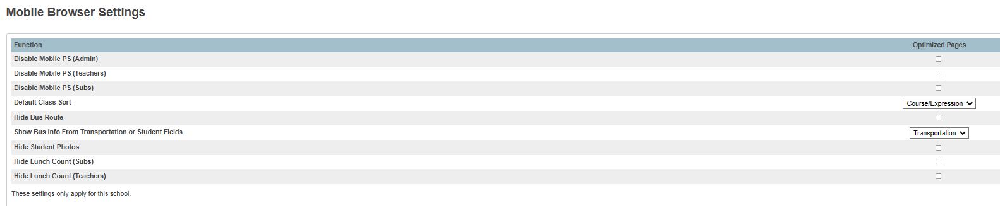 Mobile Browser Settings
Function Optimized Pages
Disable Mobile PS (Admin)
Disable Mobile PS (Teachers)
Disable Mobile PS (Subs)
Default Class Sort Course/Expression
Hide Bus Route
Show Bus Info From Transportation or Student Fields Transportation
Hide Student Photos
Hide Lunch Count (Subs)
Hide Lunch Count (Teachers)
These settings only apply for this school.